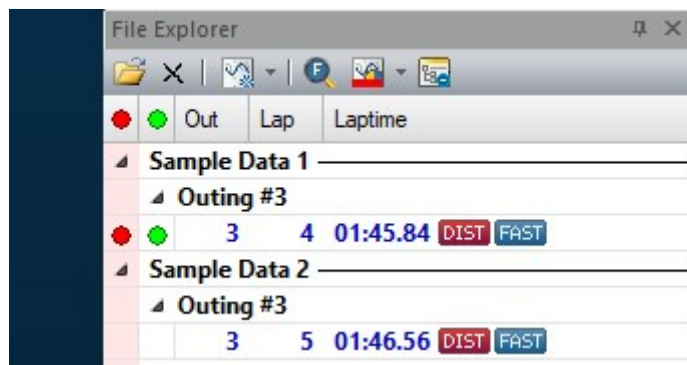 File Explorer
Out Lap Laptime
Sample Data 1
Outing #3
3 4 01:45.84 DIST FAST
Sample Data 2
Outing #3
3 5 01:46.56 DIST FAST